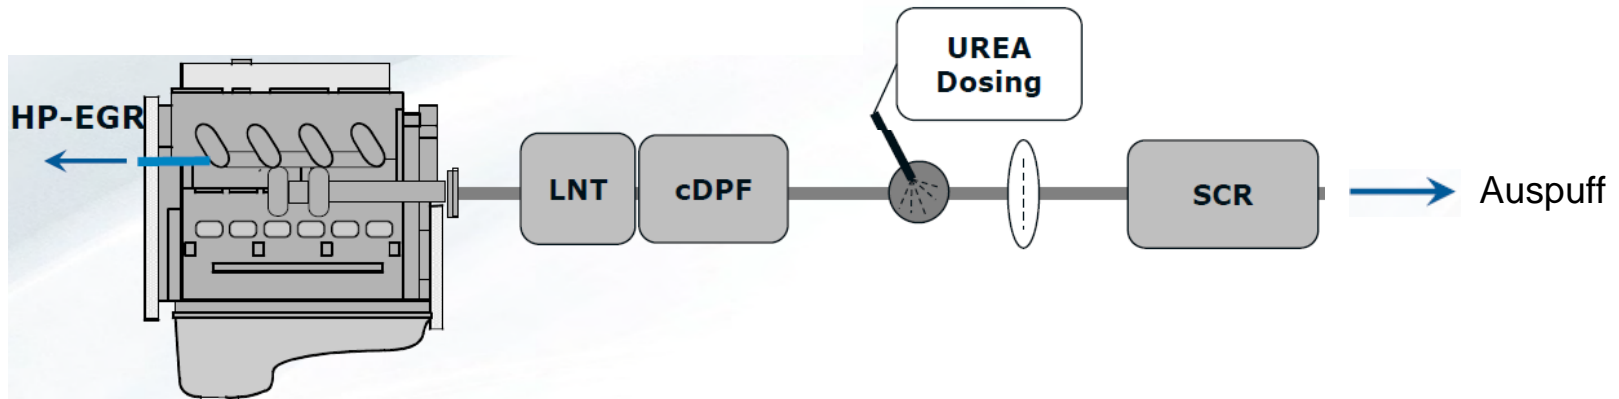 HP-EGR
LNT
cDPF
UREA
Dosing
SCR
Auspuff